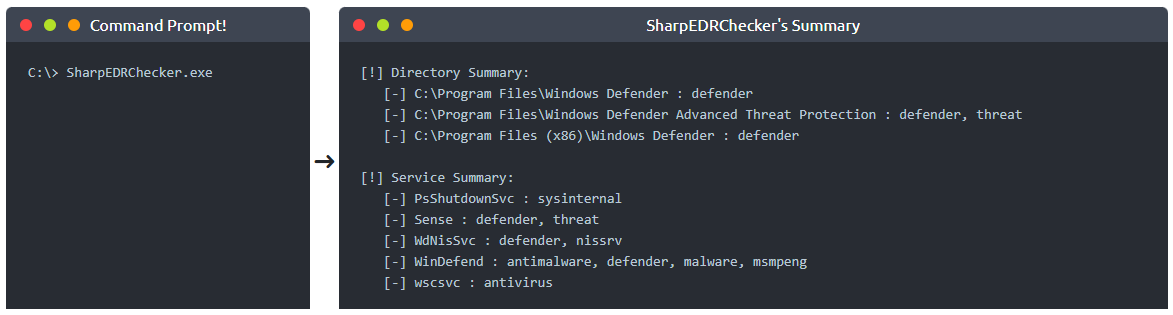 Command Prompt!
C:\> SharpEDRChecker.exe
→
SharpEDRChecker's Summary
[!] Directory Summary:
[-] C:\Program Files\Windows Defender : defender
[-] C:\Program Files\Windows Defender Advanced Threat Protection : defender, threat
[-] C:\Program Files (x86)\Windows Defender : defender
[!] Service Summary:
[-] PsShutdownSvc : sysinternal
[-] Sense : defender, threat
[-] WdNisSvc : defender, nissrv
[-] WinDefend : antimalware, defender, malware, msmpeng
[-] wscsvc : antivirus